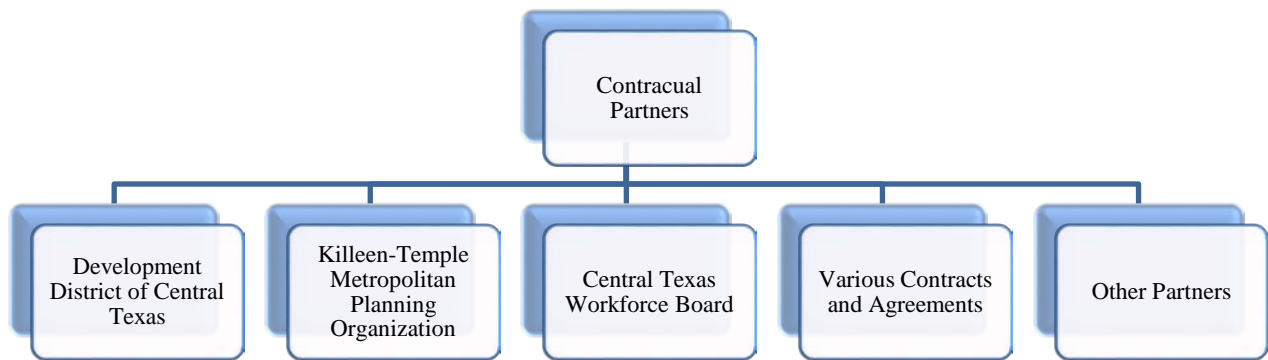 Contracual
Partners
Development
District of Central
Texas
Killeen-Temple
Metropolitan
Planning
Organization
Central Texas
Workforce Board
Various Contracts
and Agreements
Other Partners